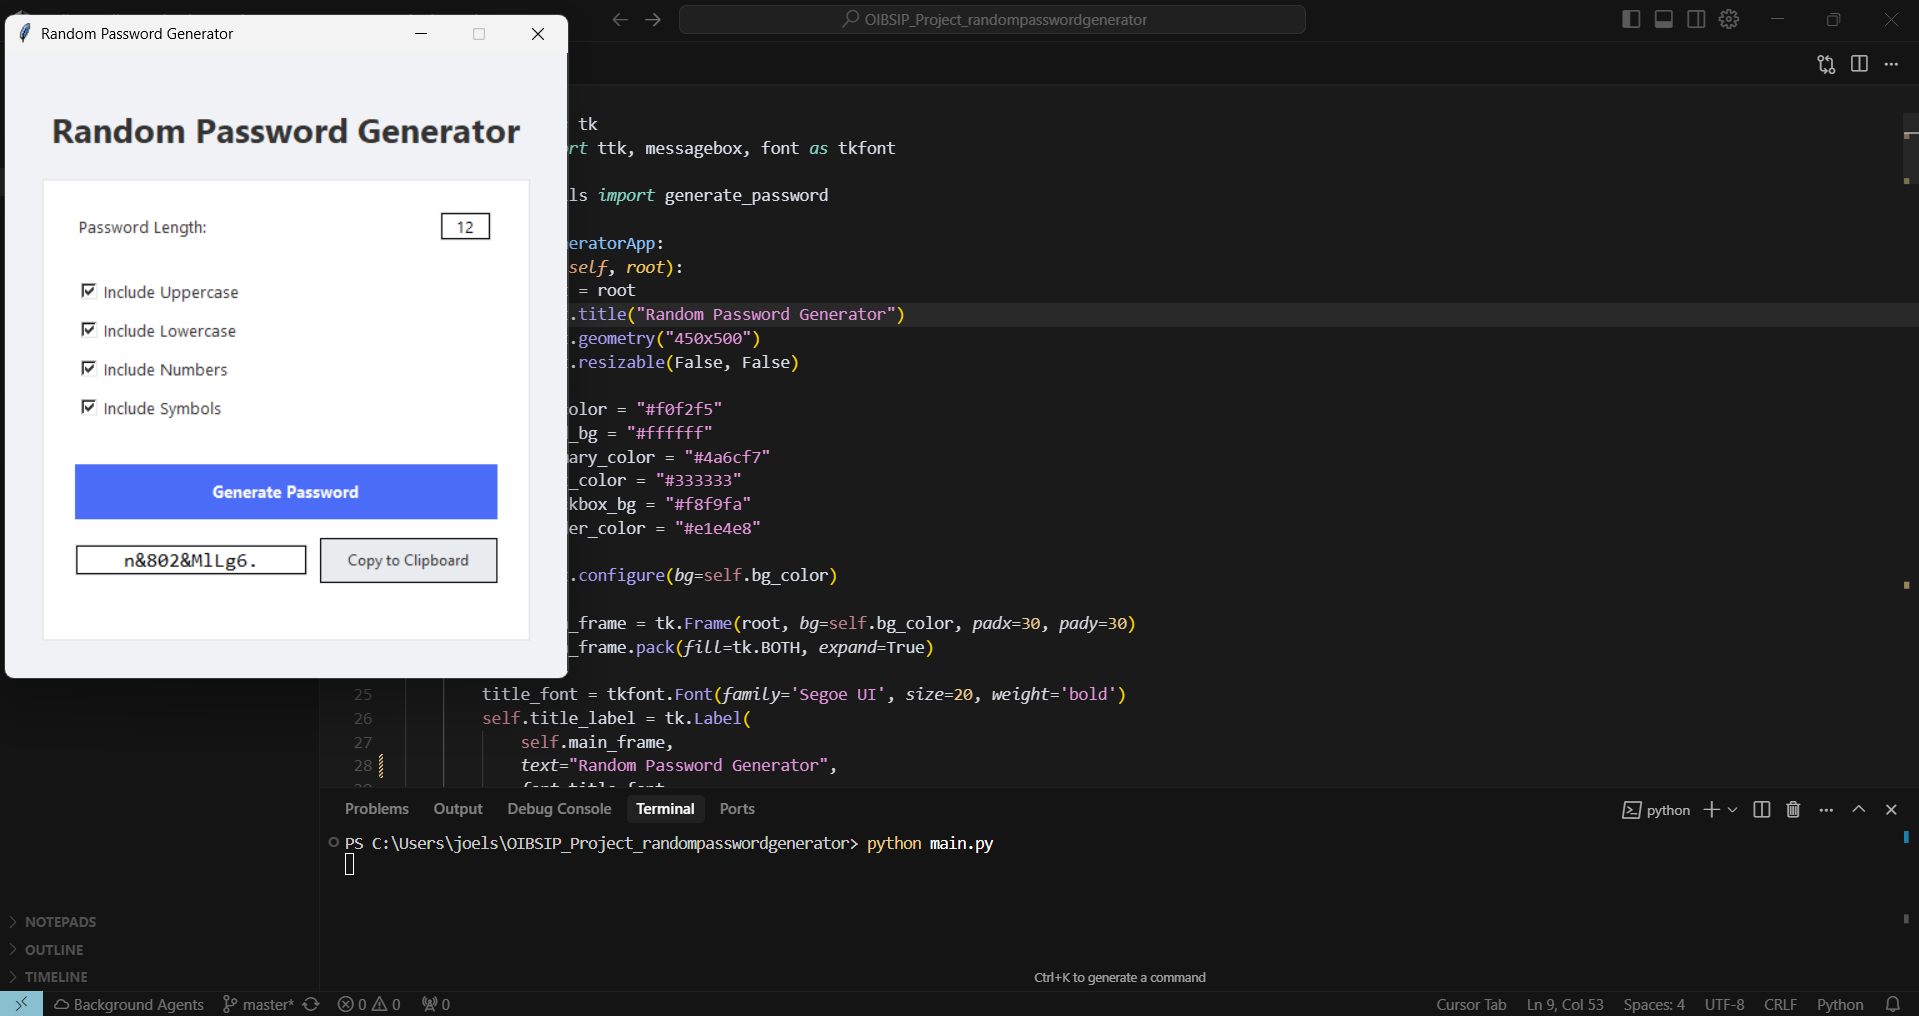 Random Password Generator
OIBSIP_Project_randompasswordgenerator
Random Password Generator
Password Length:
12
Include Uppercase
Include Lowercase
Include Numbers
Include Symbols
Generate Password
n&802&MlLg6.
Copy to Clipboard
tk
rt ttk, messagebox, font as tkfont
ls import generate_password
eratorApp:
self, root):
= root
.title("Random Password Generator")
.geometry("450x500")
.resizable(False, False)
olor = "#f0f2f5"
_bg = "#ffffff"
ary_color = "#4a6cf7"
_color = "#333333"
kbox_bg = "#f8f9fa"
er_color = "#e1e4e8"
.configure(bg=self.bg_color)
_frame = tk.Frame(root, bg=self.bg_color, padx=30, pady=30)
_frame.pack(fill=tk.BOTH, expand=True)
25 title_font = tkfont.Font(family='Segoe UI', size=20, weight='bold')
26 self.title_label = tk.Label(
27 self.main_frame,
28 text="Random Password Generator",
Problems Output Debug Console Terminal Ports
python
PS C:\Users\joels\OIBSIP_Project_randompasswordgenerator> python main.py
NOTEPADS
OUTLINE
TIMELINE
Ctrl+K to generate a command
Background Agents master* 0 0 0 Cursor Tab Ln 9, Col 53 Spaces: 4 UTF-8 CRLF Python